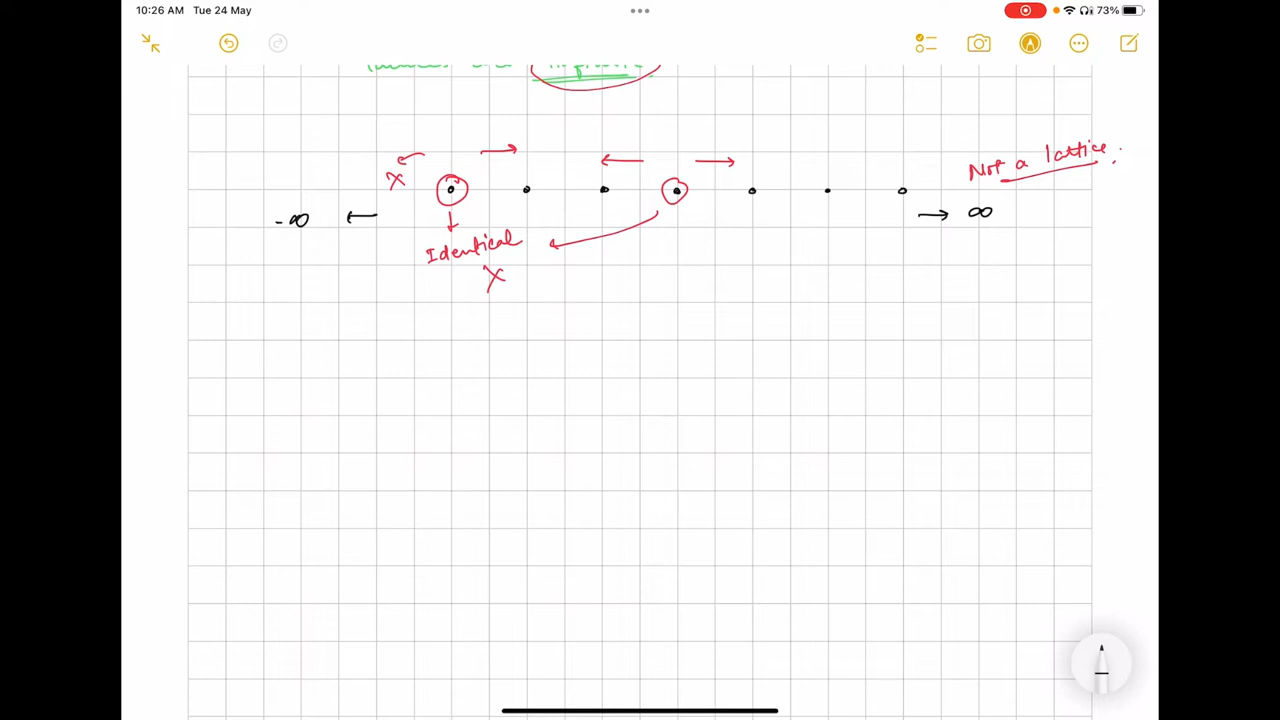 10:26 AM Tue 24 May
73%
Not a lattice.
X
-∞
∞
Identical
X